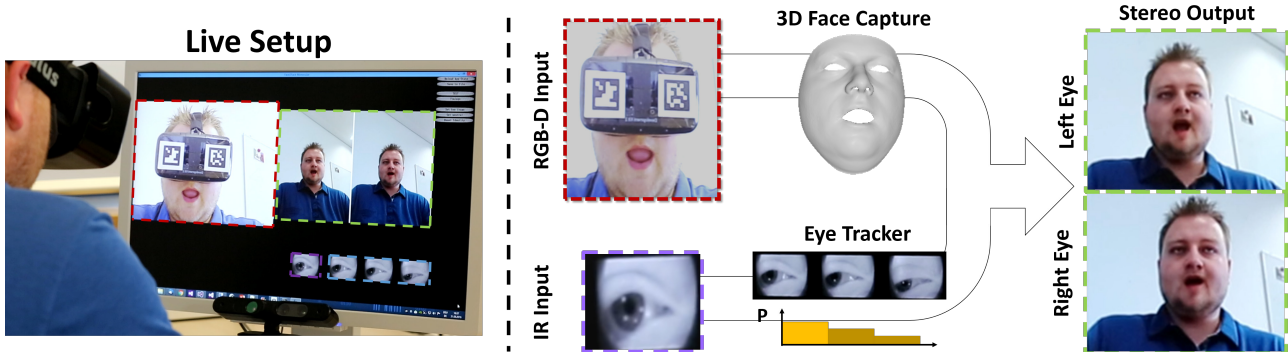 Live Setup
RGB-D Input
3D Face Capture
Stereo Output
Left Eye
Right Eye
Eye Tracker
IR Input
P